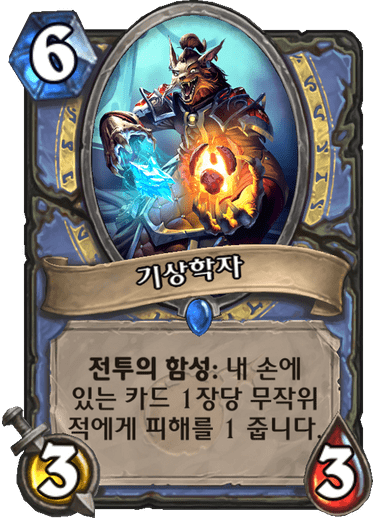 6
기상학자
전투의 함성: 내 손에
있는 카드 1장당 무작위
적에게 피해를 1 줍니다.
3
3